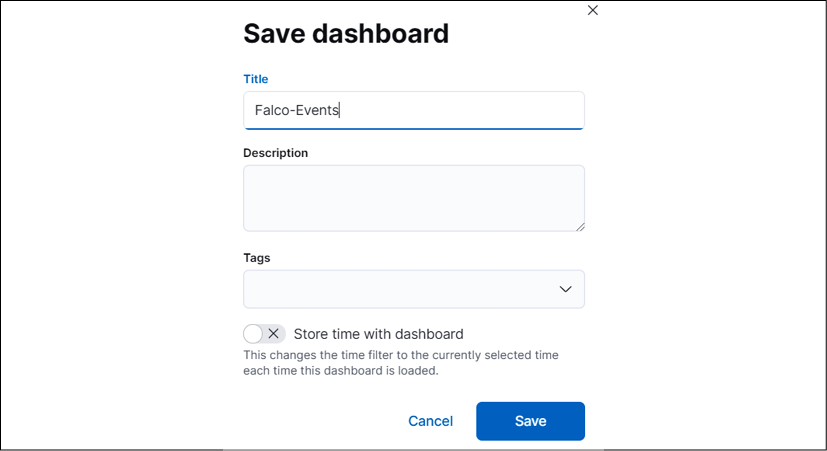 Save dashboard
Title
Falco-Events
Description
Tags
Store time with dashboard
This changes the time filter to the currently selected time
each time this dashboard is loaded.
Cancel
Save